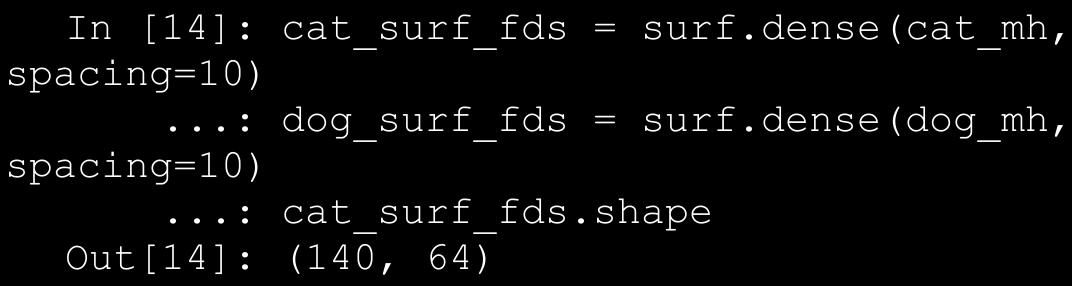 In [14]: cat_surf_fds = surf.dense(cat_mh,
spacing=10)
...: dog_surf_fds = surf.dense(dog_mh,
spacing=10)
...: cat_surf_fds.shape
Out[14]: (140, 64)